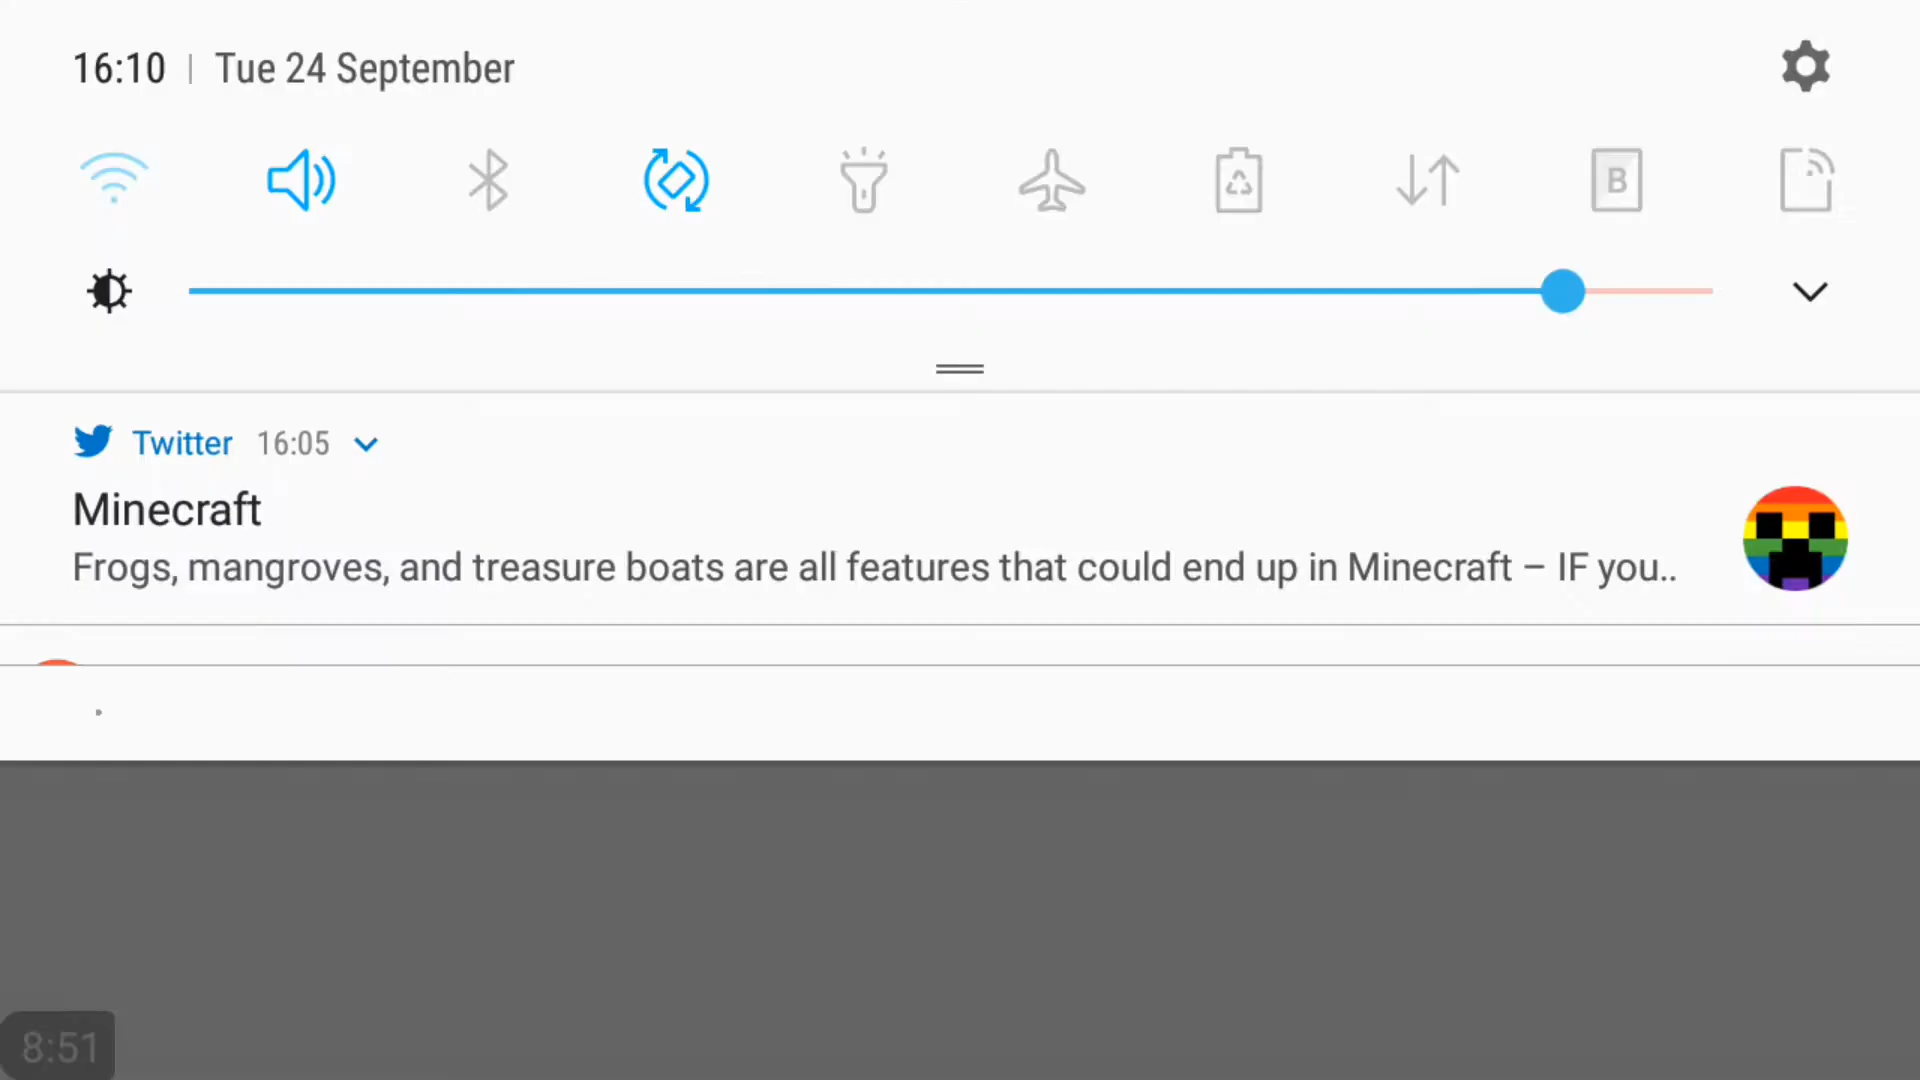 16:10 | Tue 24 September
B
Twitter 16:05
Minecraft
Frogs, mangroves, and treasure boats are all features that could end up in Minecraft – IF you..
8:51